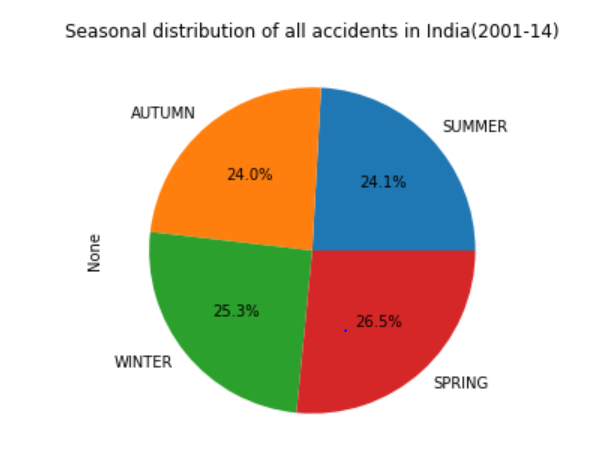 Seasonal distribution of all accidents in India(2001-14)
AUTUMN
SUMMER
24.0%
24.1%
None
25.3%
26.5%
WINTER
SPRING